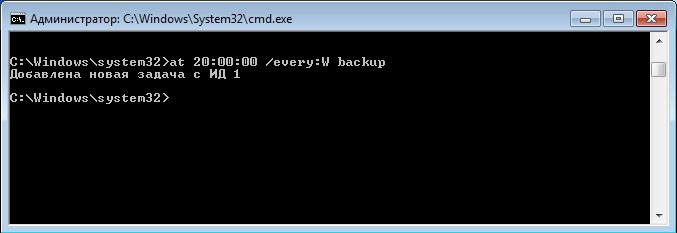 Администратор: C:\Windows\System32\cmd.exe
C:\Windows\system32>at 20:00:00 /every:W backup
Добавлена новая задача с ИД 1
C:\Windows\system32>